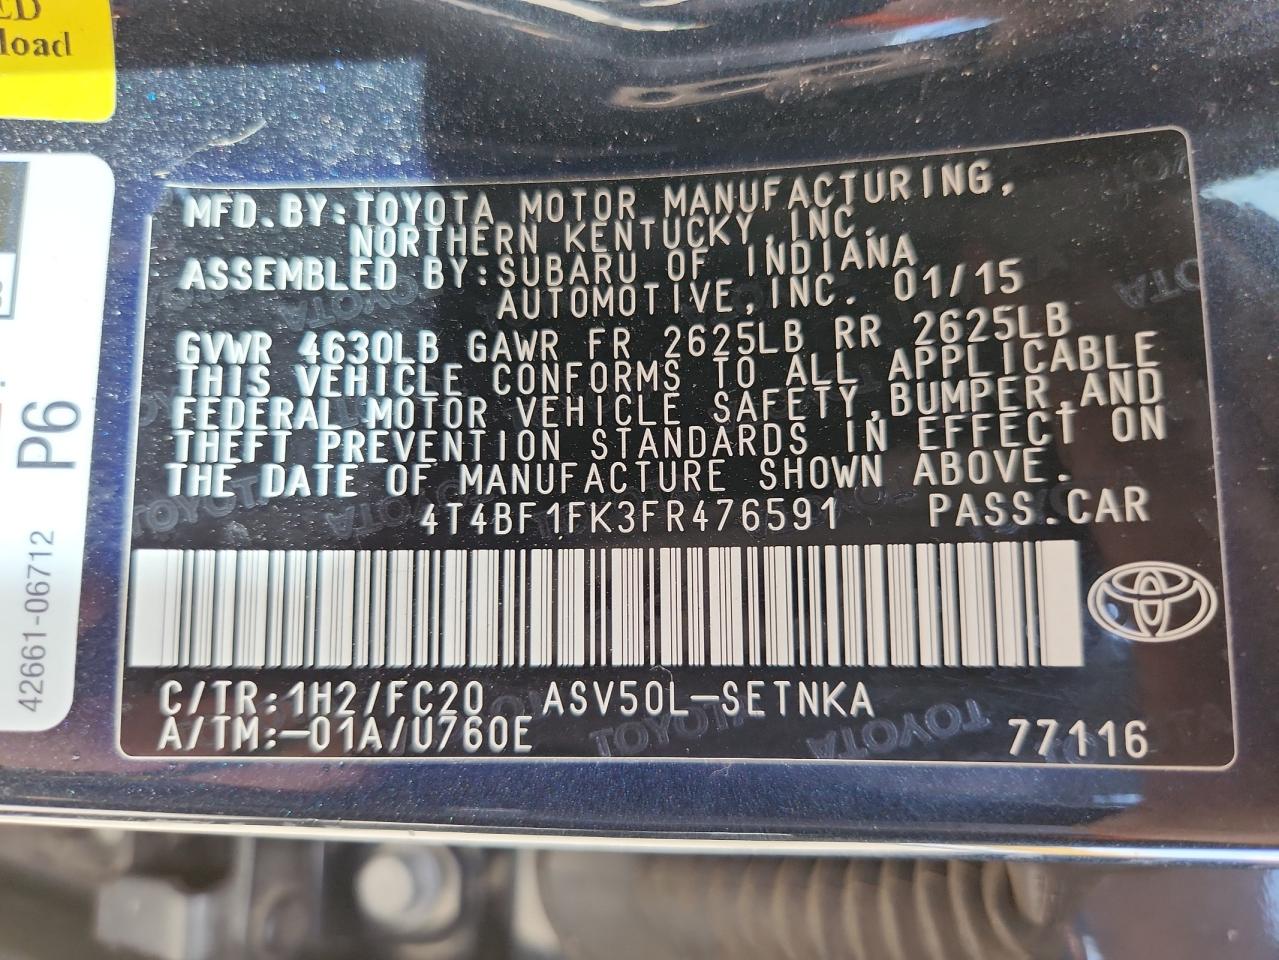 ED
load
P6
42661-06712
MFD.BY:TOYOTA MOTOR MANUFACTURING,
NORTHERN KENTUCKY,INC.
ASSEMBLED BY:SUBARU OF INDIANA
AUTOMOTIVE,INC. 01/15
GVWR 4630LB GAWR FR 2625LB RR 2625LB
THIS VEHICLE CONFORMS TO ALL APPLICABLE
FEDERAL MOTOR VEHICLE SAFETY,BUMPER,AND
THEFT PREVENTION STANDARDS IN EFFECT ON
THE DATE OF MANUFACTURE SHOWN ABOVE.
4T4BF1FK3FR476591 PASS.CAR
C/TR:1H2/FC20 ASV50L-SETNKA
A/TM:-01A/U760E 77116